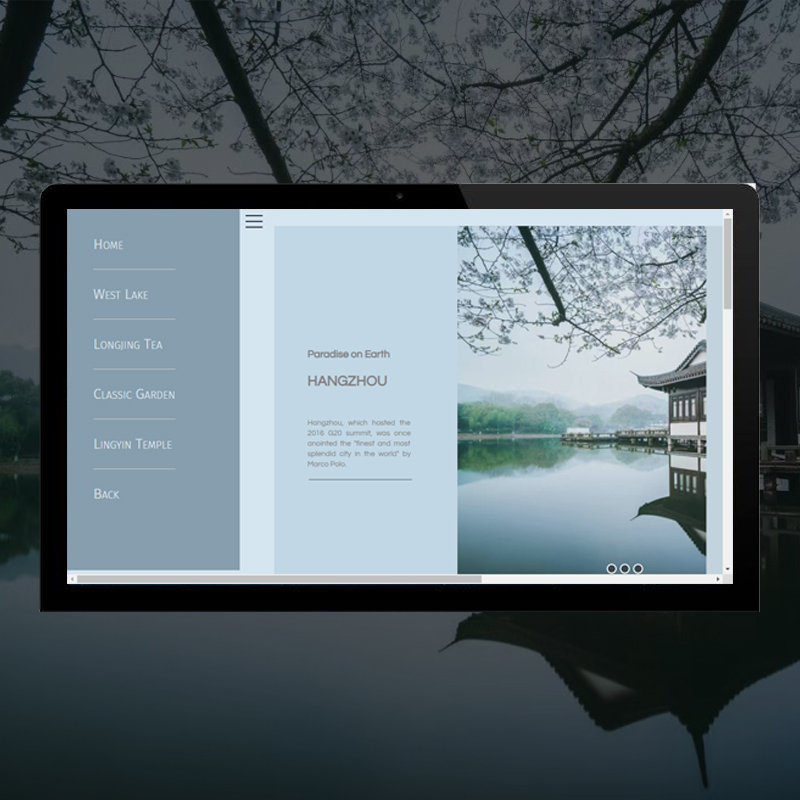 Home
West Lake
Longjing Tea
Classic Garden
Lingyin Temple
Back
Paradise on Earth
HANGZHOU
Hangzhou, which hosted the
2016 G20 summit, was once
anointed the "finest and most
splendid city in the world" by
Marco Polo.